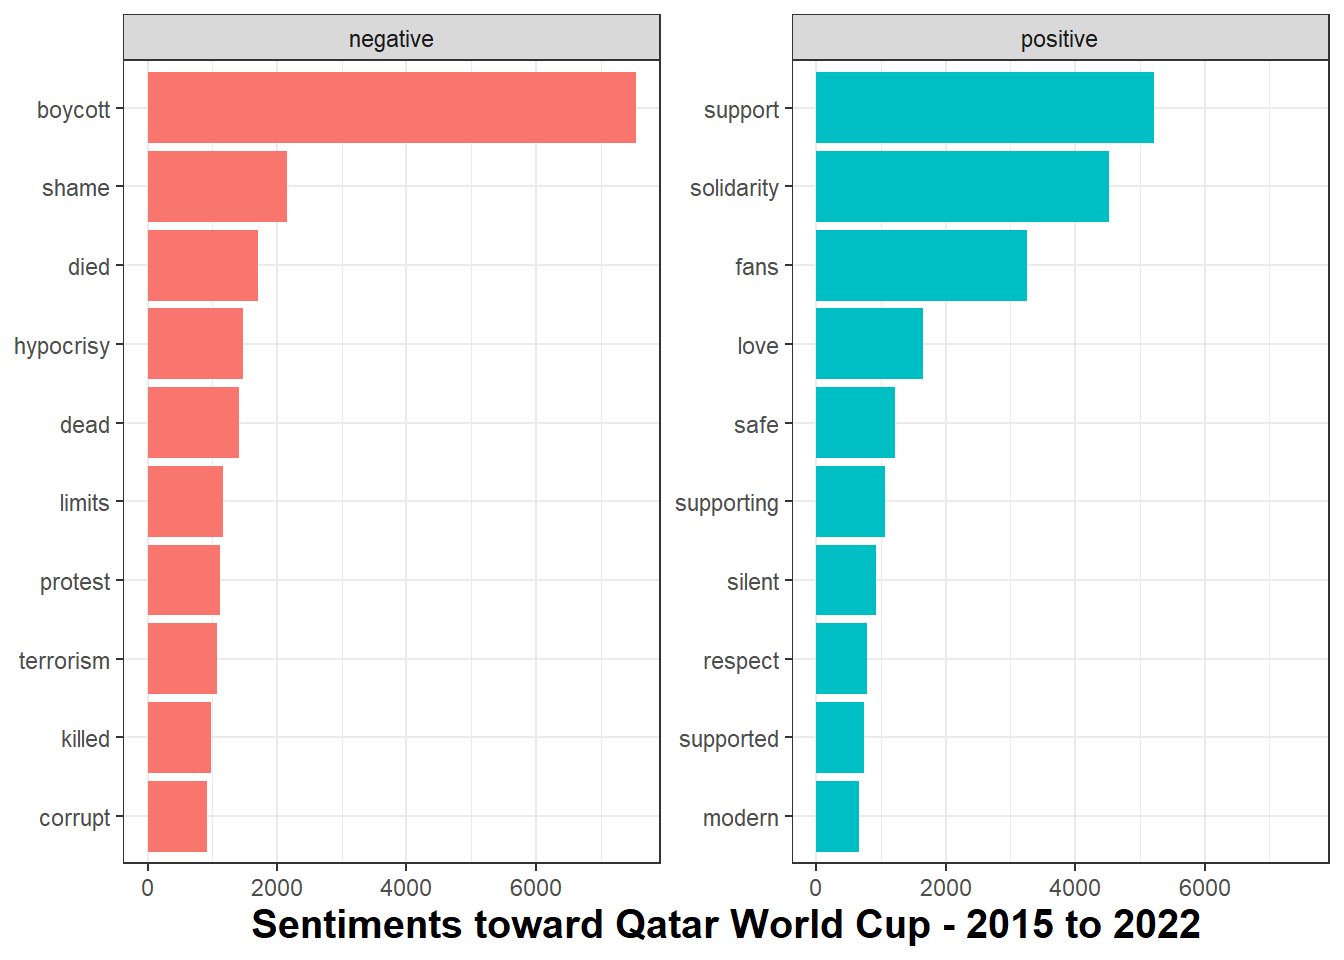 negative
boycott
shame
died
hypocrisy
dead
limits
protest
terrorism
killed
corrupt
0 2000 4000 6000
positive
support
solidarity
fans
love
safe
supporting
silent
respect
supported
modern
0 2000 4000 6000
Sentiments toward Qatar World Cup - 2015 to 2022